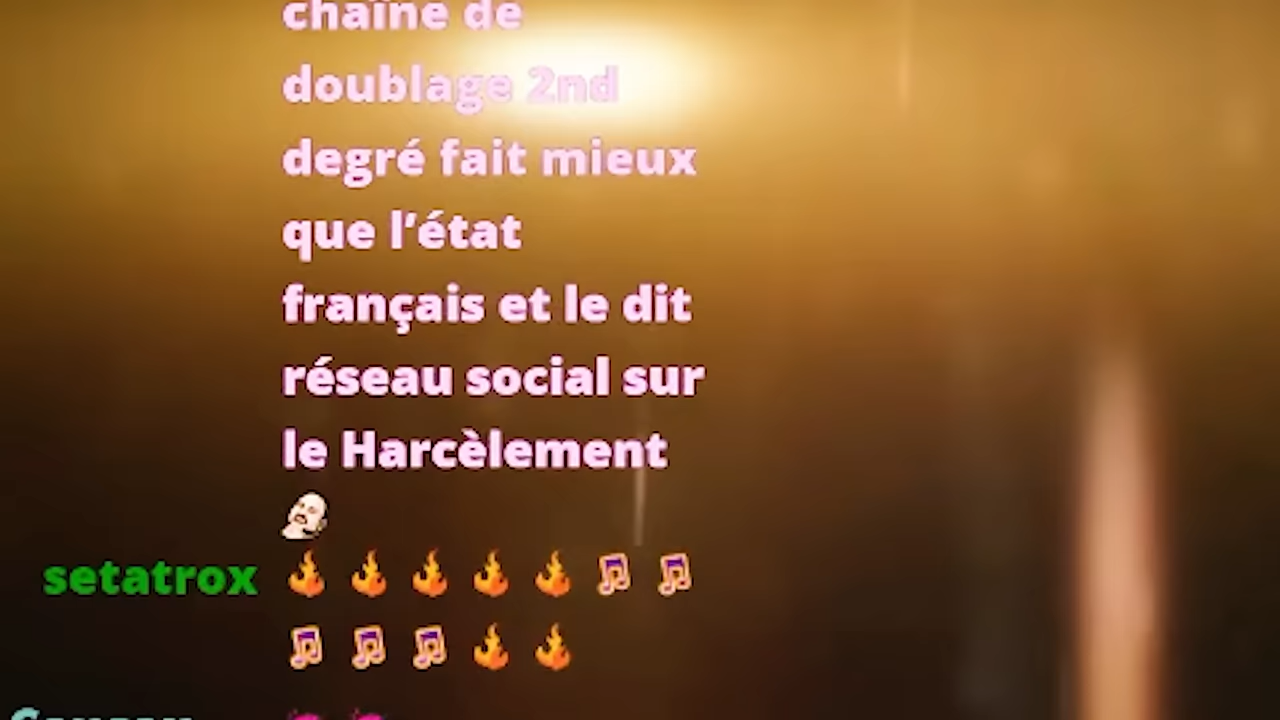 chaîne de
doublage 2nd
degré fait mieux
que l’état
français et le dit
réseau social sur
le Harcèlement
setatrox